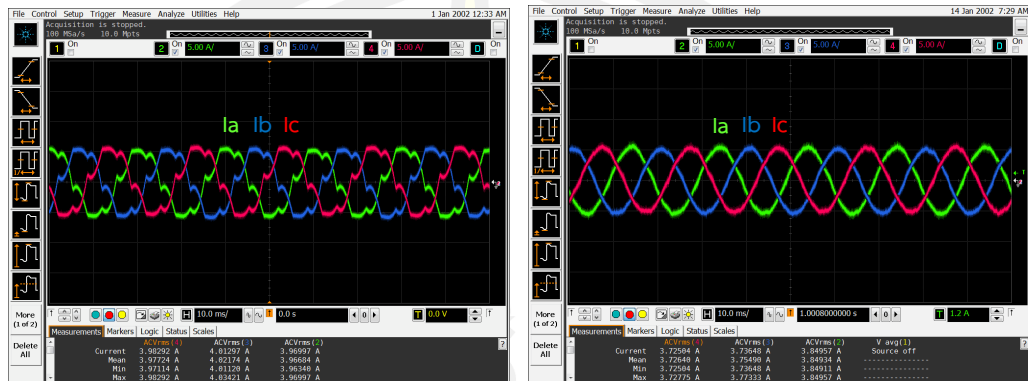 File Control Setup Trigger Measure Analyze Utilities Help 1 Jan 2002 12:33 AM
Acquisition is stopped.
100 MSa/s 10.0 Mpts
1 On 2 On 5.00 A/ 3 On 5.00 A/ 4 On 5.00 A/ D On
Ia Ib Ic
More
(1 of 2)
Delete
All
H 10.0 ms/ 0.0 s 0 T 0.0 V
Measurements Markers Logic Status Scales
ACVrms(4) ACVrms(3) ACVrms(2)
Current 3.98292 A 4.01297 A 3.96997 A
Mean 3.97724 A 4.02174 A 3.96684 A
Min 3.97114 A 4.01120 A 3.96340 A
Max 3.98292 A 4.03421 A 3.96997 A
File Control Setup Trigger Measure Analyze Utilities Help 14 Jan 2002 7:29 AM
Acquisition is stopped.
100 MSa/s 10.0 Mpts
1 On 2 On 5.00 A/ 3 On 5.00 A/ 4 On 5.00 A/ D On
Ia Ib Ic
More
(1 of 2)
Delete
All
H 10.0 ms/ 1.0008000000 s 0 T 1.2 A
Measurements Markers Logic Status Scales
ACVrms(4) ACVrms(3) ACVrms(2) V avg(1)
Current 3.72504 A 3.73648 A 3.84957 A Source off
Mean 3.72640 A 3.75490 A 3.84934 A ---------------
Min 3.72504 A 3.73648 A 3.84911 A ---------------
Max 3.72775 A 3.77333 A 3.84957 A ---------------